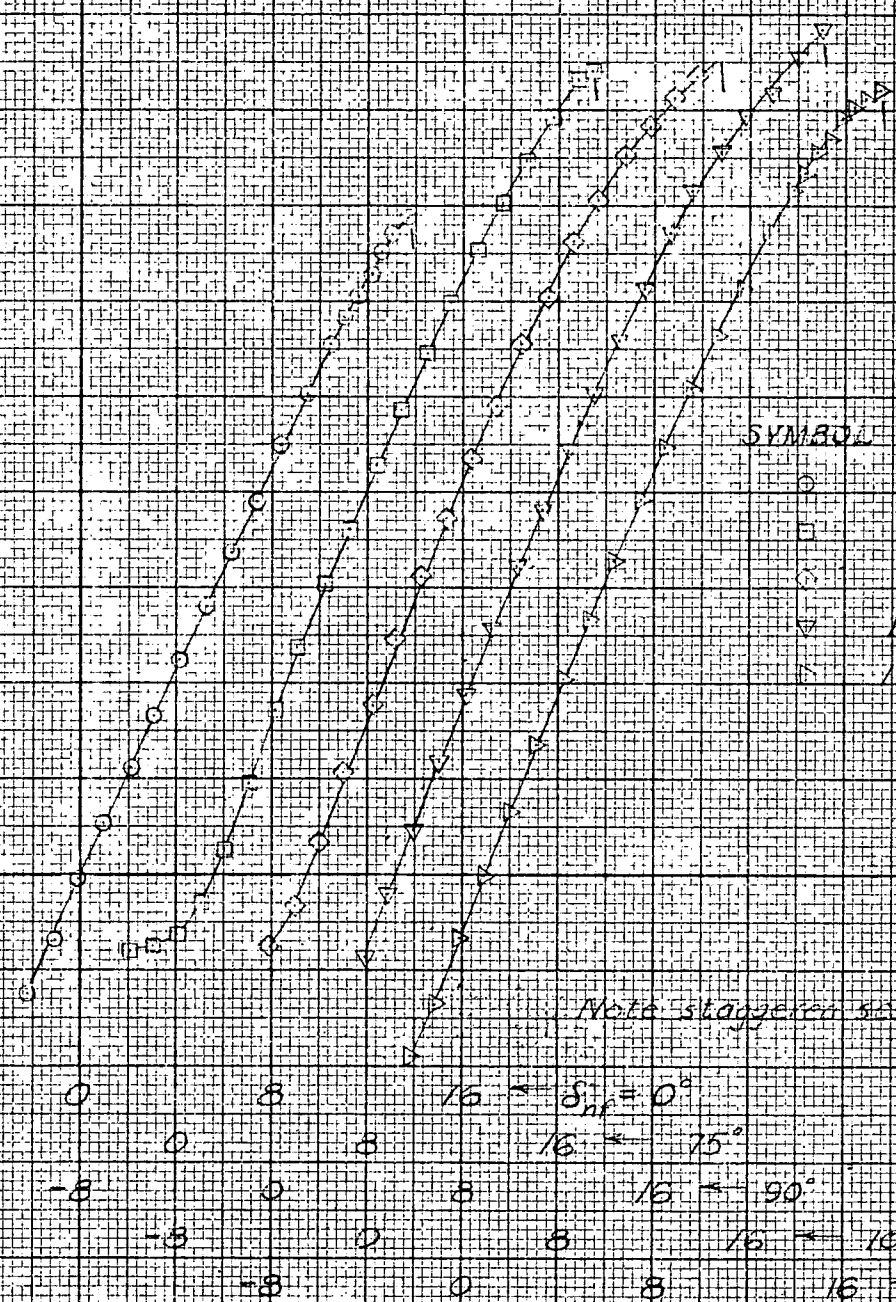 SYMBOL
Note staggered
0 8 16 ← δnf = 0°
0 8 16 ← 75°
-8 0 8 16 ← 90°
-8 0 8 16 ←
-8 0 8 16